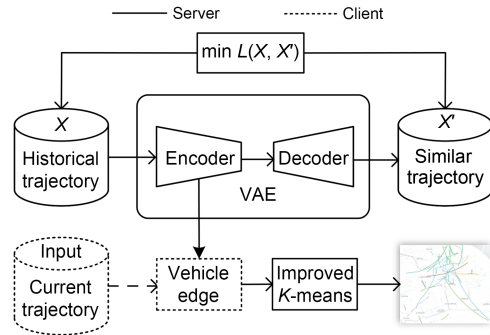 Server
Client
min L(X, X′)
X
Historical
trajectory
Encoder
Decoder
VAE
X′
Similar
trajectory
Input
Current
trajectory
Vehicle
edge
Improved
K-means